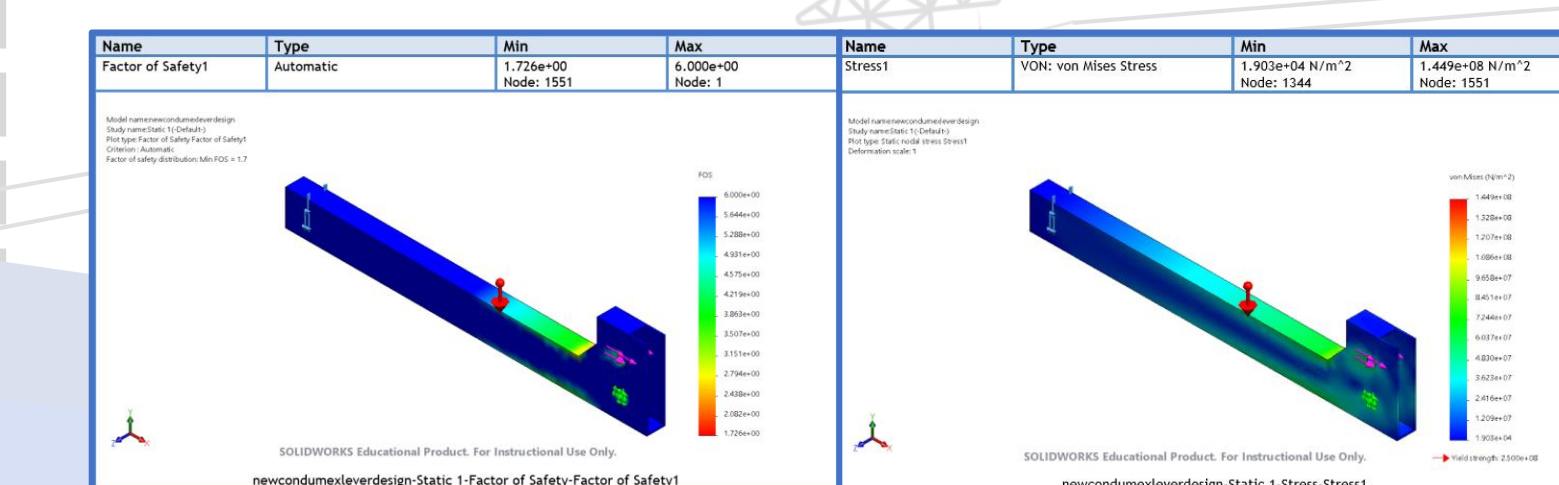 Name Type Min Max
Factor of Safety1 Automatic 1.726e+00 6.000e+00
Node: 1551 Node: 1
Model name:newcondumexleverdesign
Study name:Static 1(-Default-)
Plot type: Factor of Safety Factor of Safety1
Criterion : Automatic
Factor of safety distribution: Min FOS = 1.7
FOS
6.000e+00
5.644e+00
5.288e+00
4.931e+00
4.575e+00
4.219e+00
3.863e+00
3.507e+00
3.151e+00
2.794e+00
2.438e+00
2.082e+00
1.726e+00
Y
Z X
SOLIDWORKS Educational Product. For Instructional Use Only.
newcondumexleverdesign-Static 1-Factor of Safety-Factor of Safety1
Name Type Min Max
Stress1 VON: von Mises Stress 1.903e+04 N/m^2 1.449e+08 N/m^2
Node: 1344 Node: 1551
Model name:newcondumexleverdesign
Study name:Static 1(-Default-)
Plot type: Static nodal stress Stress1
Deformation scale: 1
von Mises (N/m^2)
1.449e+08
1.328e+08
1.207e+08
1.086e+08
9.658e+07
8.451e+07
7.244e+07
6.037e+07
4.830e+07
3.623e+07
2.416e+07
1.209e+07
1.903e+04
Yield strength: 2.500e+08
Y
Z X
SOLIDWORKS Educational Product. For Instructional Use Only.
newcondumexleverdesign-Static 1-Stress-Stress1